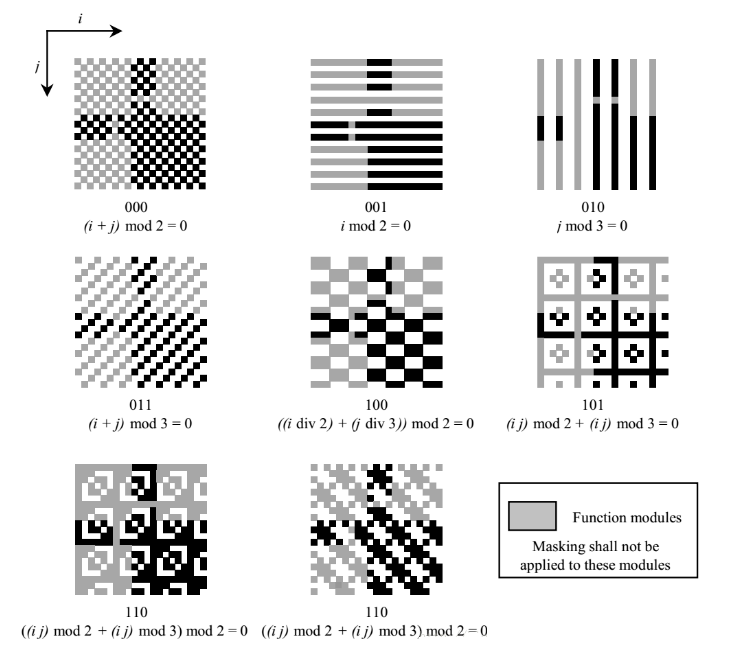 i
j
000
(i + j) mod 2 = 0
001
i mod 2 = 0
010
j mod 3 = 0
011
(i + j) mod 3 = 0
100
((i div 2) + (j div 3)) mod 2 = 0
101
(i j) mod 2 + (i j) mod 3 = 0
110
((i j) mod 2 + (i j) mod 3) mod 2 = 0
110
((i j) mod 2 + (i j) mod 3) mod 2 = 0
Function modules
Masking shall not be
applied to these modules